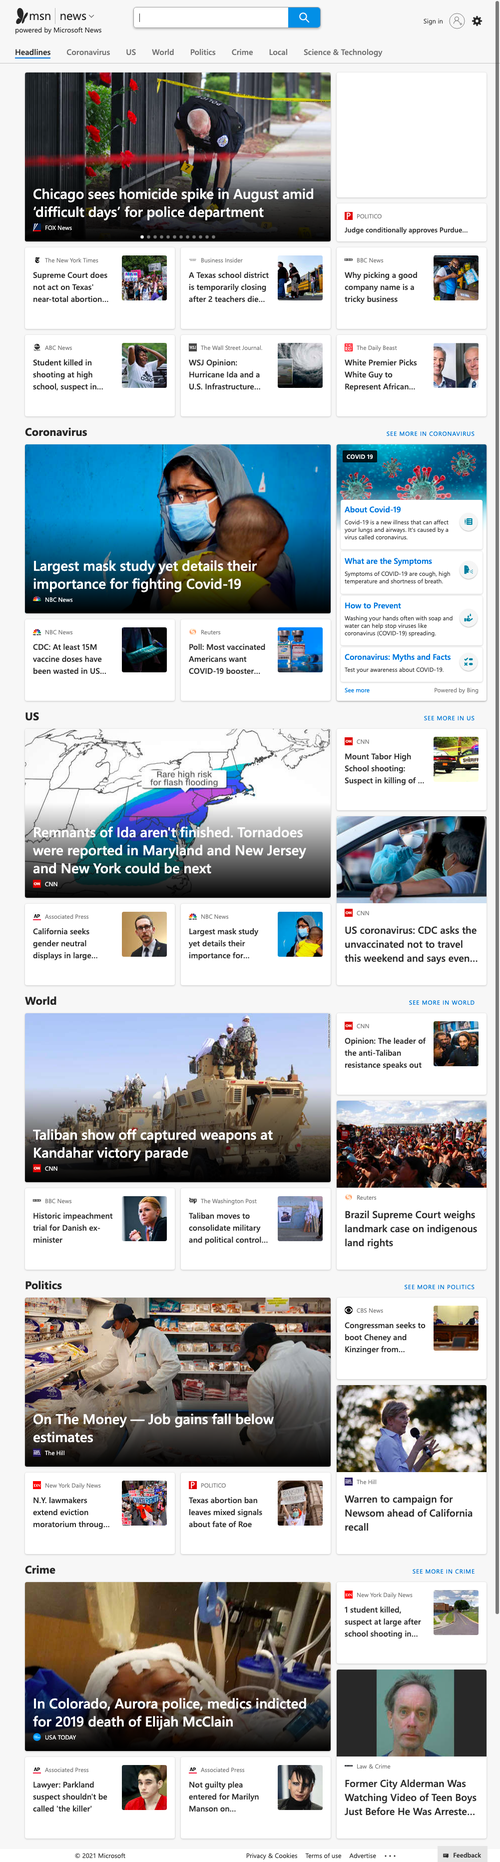 msn news
powered by Microsoft News
Sign in
Headlines Coronavirus US World Politics Crime Local Science & Technology
Chicago sees homicide spike in August amid
'difficult days' for police department
FOX News
POLITICO
Judge conditionally approves Purdue...
The New York Times
Supreme Court does
not act on Texas'
near-total abortion...
Business Insider
A Texas school district
is temporarily closing
after 2 teachers die...
BBC News
Why picking a good
company name is a
tricky business
ABC News
Student killed in
shooting at high
school, suspect in...
The Wall Street Journal.
WSJ Opinion:
Hurricane Ida and a
U.S. Infrastructure...
The Daily Beast
White Premier Picks
White Guy to
Represent African...
Coronavirus
SEE MORE IN CORONAVIRUS
Largest mask study yet details their
importance for fighting Covid-19
NBC News
COVID 19
About Covid-19
Covid-19 is a new illness that can affect
your lungs and airways. It's caused by a
virus called coronavirus.
What are the Symptoms
Symptoms of COVID-19 are cough, high
temperature and shortness of breath.
How to Prevent
Washing your hands often with soap and
water can help stop viruses like
coronavirus (COVID-19) spreading.
Coronavirus: Myths and Facts
Test your awareness about COVID-19.
See more
Powered by Bing
NBC News
CDC: At least 15M
vaccine doses have
been wasted in US...
Reuters
Poll: Most vaccinated
Americans want
COVID-19 booster...
US
SEE MORE IN US
Rare high risk
for flash flooding
Remnants of Ida aren't finished. Tornadoes
were reported in Maryland and New Jersey
and New York could be next
CNN
CNN
Mount Tabor High
School shooting:
Suspect in killing of ...
CNN
US coronavirus: CDC asks the
unvaccinated not to travel
this weekend and says even...
Associated Press
California seeks
gender neutral
displays in large...
NBC News
Largest mask study
yet details their
importance for...
World
SEE MORE IN WORLD
Taliban show off captured weapons at
Kandahar victory parade
CNN
CNN
Opinion: The leader of
the anti-Taliban
resistance speaks out
Reuters
Brazil Supreme Court weighs
landmark case on indigenous
land rights
BBC News
Historic impeachment
trial for Danish ex-
minister
The Washington Post
Taliban moves to
consolidate military
and political control...
Politics
SEE MORE IN POLITICS
On The Money — Job gains fall below
estimates
The Hill
CBS News
Congressman seeks to
boot Cheney and
Kinzinger from...
The Hill
Warren to campaign for
Newsom ahead of California
recall
New York Daily News
N.Y. lawmakers
extend eviction
moratorium throug...
POLITICO
Texas abortion ban
leaves mixed signals
about fate of Roe
Crime
SEE MORE IN CRIME
In Colorado, Aurora police, medics indicted
for 2019 death of Elijah McClain
USA TODAY
New York Daily News
1 student killed,
suspect at large after
school shooting in...
Law & Crime
Former City Alderman Was
Watching Video of Teen Boys
Just Before He Was Arreste...
Associated Press
Lawyer: Parkland
suspect shouldn't be
called 'the killer'
Associated Press
Not guilty plea
entered for Marilyn
Manson on...
© 2021 Microsoft
Privacy & Cookies Terms of use Advertise ...
Feedback